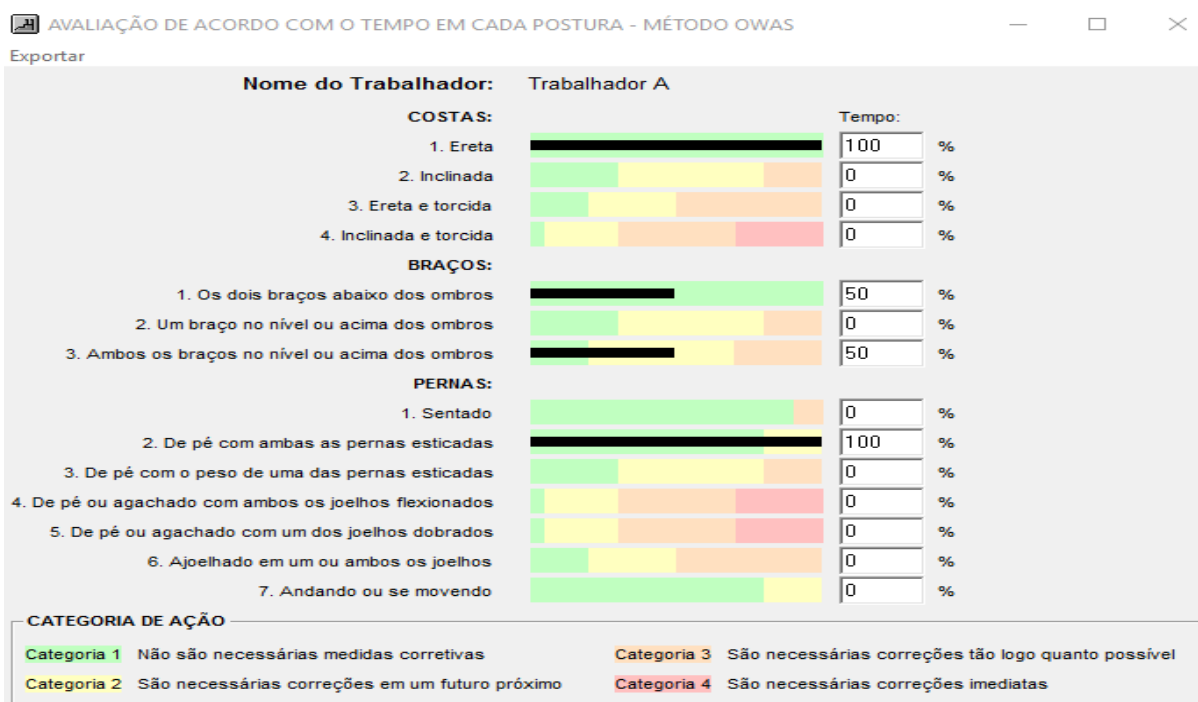 AVALIAÇÃO DE ACORDO COM O TEMPO EM CADA POSTURA - MÉTODO OWAS
Exportar
Nome do Trabalhador: Trabalhador A
COSTAS: Tempo:
1. Ereta 100 %
2. Inclinada 0 %
3. Ereta e torcida 0 %
4. Inclinada e torcida 0 %
BRAÇOS:
1. Os dois braços abaixo dos ombros 50 %
2. Um braço no nível ou acima dos ombros 0 %
3. Ambos os braços no nível ou acima dos ombros 50 %
PERNAS:
1. Sentado 0 %
2. De pé com ambas as pernas esticadas 100 %
3. De pé com o peso de uma das pernas esticadas 0 %
4. De pé ou agachado com ambos os joelhos flexionados 0 %
5. De pé ou agachado com um dos joelhos dobrados 0 %
6. Ajoelhado em um ou ambos os joelhos 0 %
7. Andando ou se movendo 0 %
CATEGORIA DE AÇÃO
Categoria 1 Não são necessárias medidas corretivas Categoria 3 São necessárias correções tão logo quanto possível
Categoria 2 São necessárias correções em um futuro próximo Categoria 4 São necessárias correções imediatas